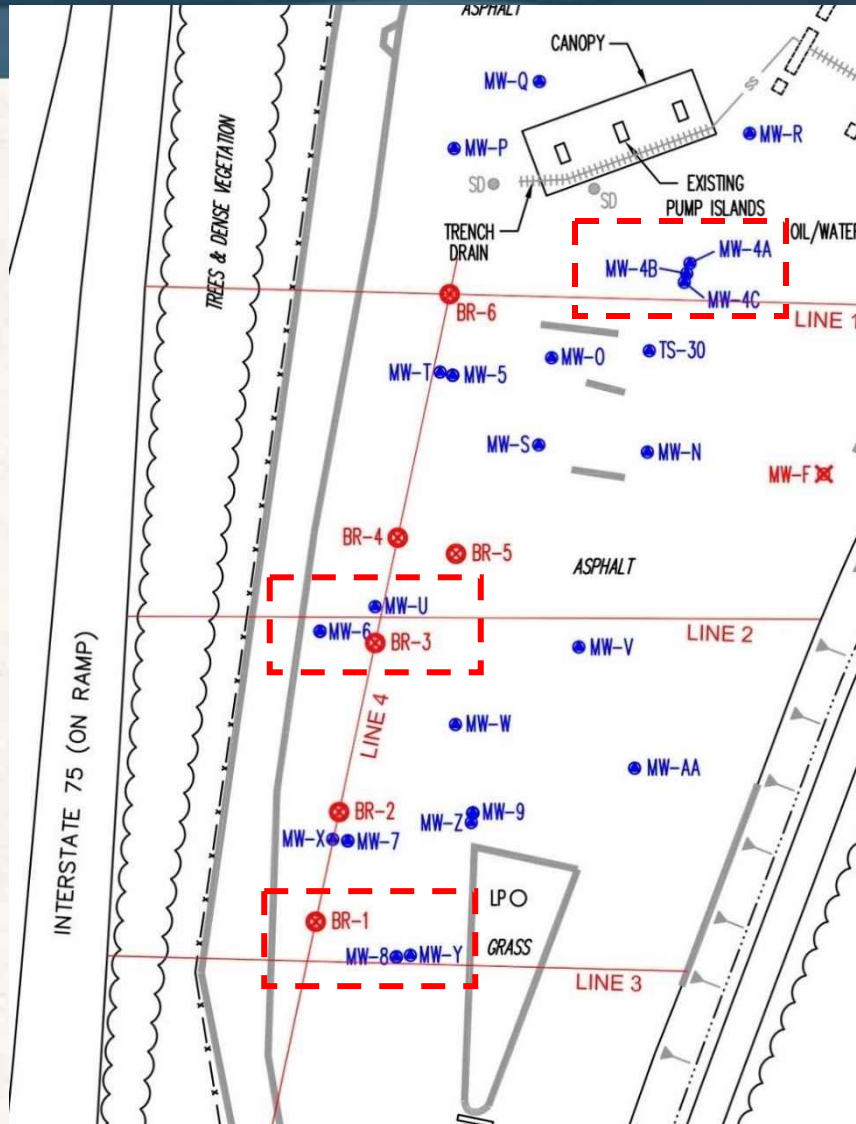 ASPHALT
CANOPY
MW-Q
MW-P
MW-R
SD
SD
EXISTING
PUMP ISLANDS
TRENCH
DRAIN
OIL/WATER
MW-4A
MW-4B
MW-4C
TREES & DENSE VEGETATION
BR-6
LINE 1
MW-O
TS-30
MW-T
MW-5
MW-S
MW-N
MW-F
BR-4
BR-5
ASPHALT
MW-U
MW-6
BR-3
LINE 2
MW-V
INTERSTATE 75 (ON RAMP)
LINE 4
MW-W
MW-AA
BR-2
MW-9
MW-Z
MW-X
MW-7
LP
BR-1
GRASS
MW-8
MW-Y
LINE 3
SS